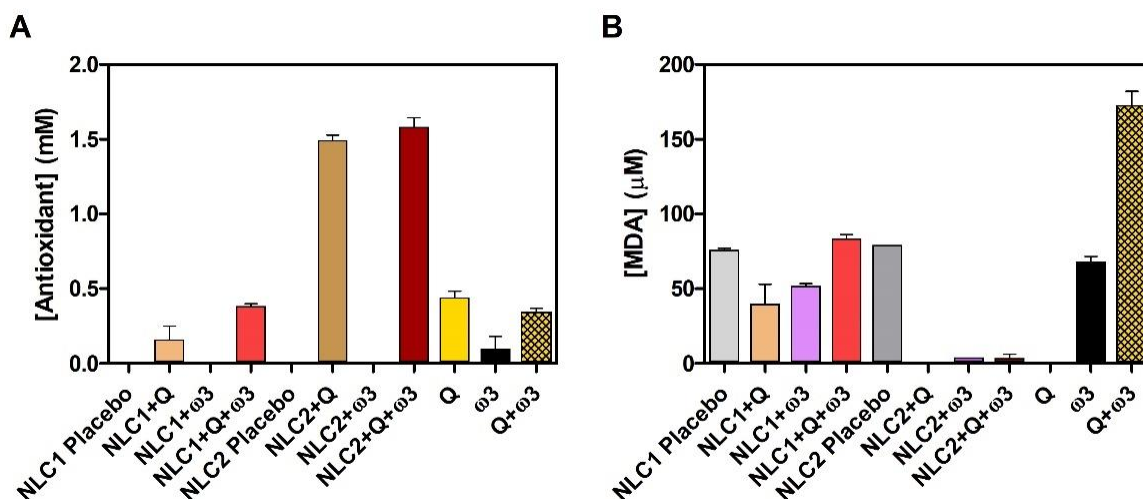 A
[Antioxidant] (mM)
2.0
1.5
1.0
0.5
0.0
NLC1 Placebo
NLC1+Q
NLC1+ω3
NLC1+Q+ω3
NLC2 Placebo
NLC2+Q
NLC2+ω3
NLC2+Q+ω3
Q
ω3
Q+ω3
B
[MDA] (μM)
200
150
100
50
0
NLC1 Placebo
NLC1+Q
NLC1+ω3
NLC1+Q+ω3
NLC2 Placebo
NLC2+Q
NLC2+ω3
NLC2+Q+ω3
Q
ω3
Q+ω3